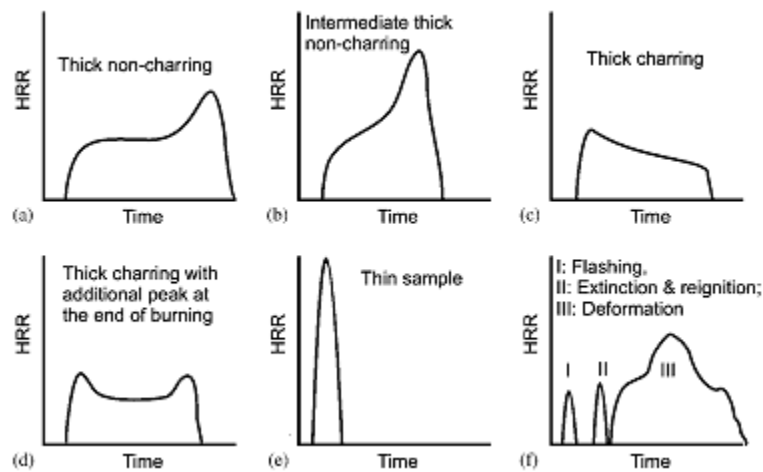 Thick non-charring
HRR
(a)
Time
Intermediate thick
non-charring
HRR
(b)
Time
Thick charring
HRR
(c)
Time
Thick charring with
additional peak at
the end of burning
HRR
(d)
Time
Thin sample
HRR
(e)
Time
I: Flashing,
II: Extinction & reignition;
III: Deformation
I
II
III
HRR
(f)
Time